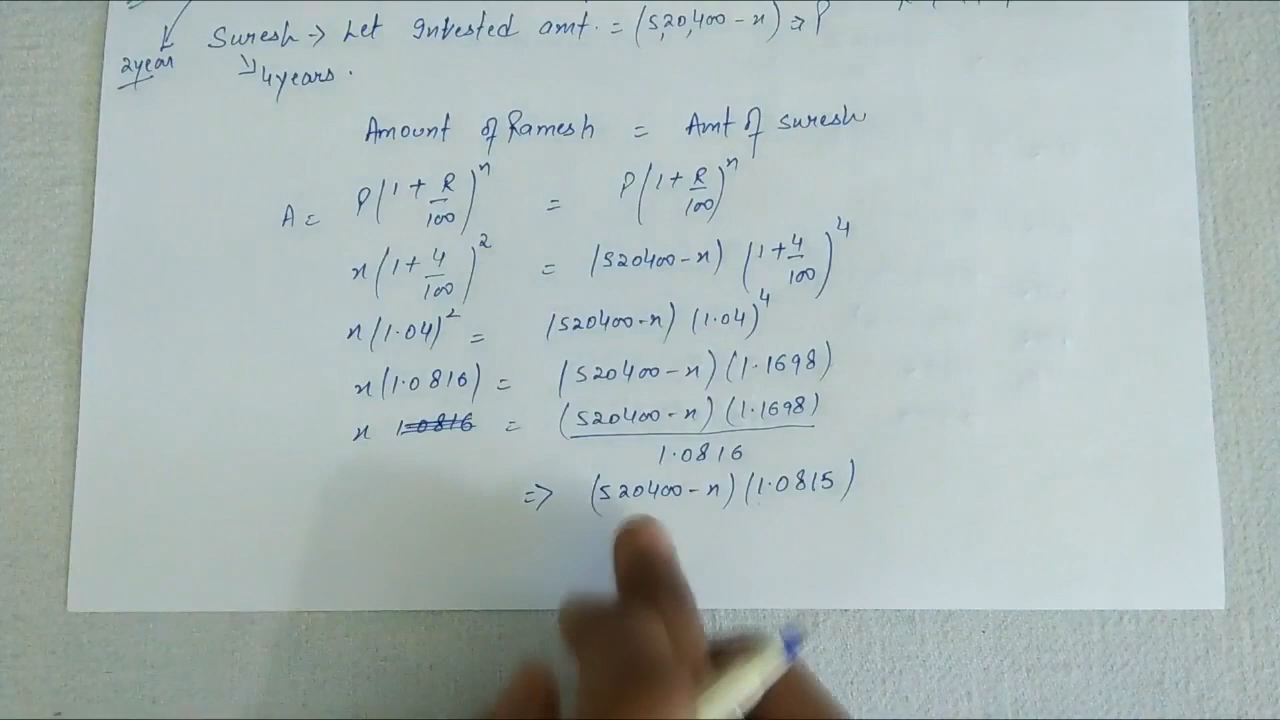 Suresh → Let Invested amt. = (5,20,400 - x) ⇒ P
2year
↘ 4years.
Amount of Ramesh = Amt of Suresh
A = P(1 + R/100)^n = P(1 + R/100)^n
x(1 + 4/100)^2 = (520400 - x) (1 + 4/100)^4
x(1.04)^2 = (520400 - x) (1.04)^4
x(1.0816) = (520400 - x)(1.1698)
x 1.0816 = (520400 - x)(1.1698)
1.0816
=> (520400 - x)(1.0815)